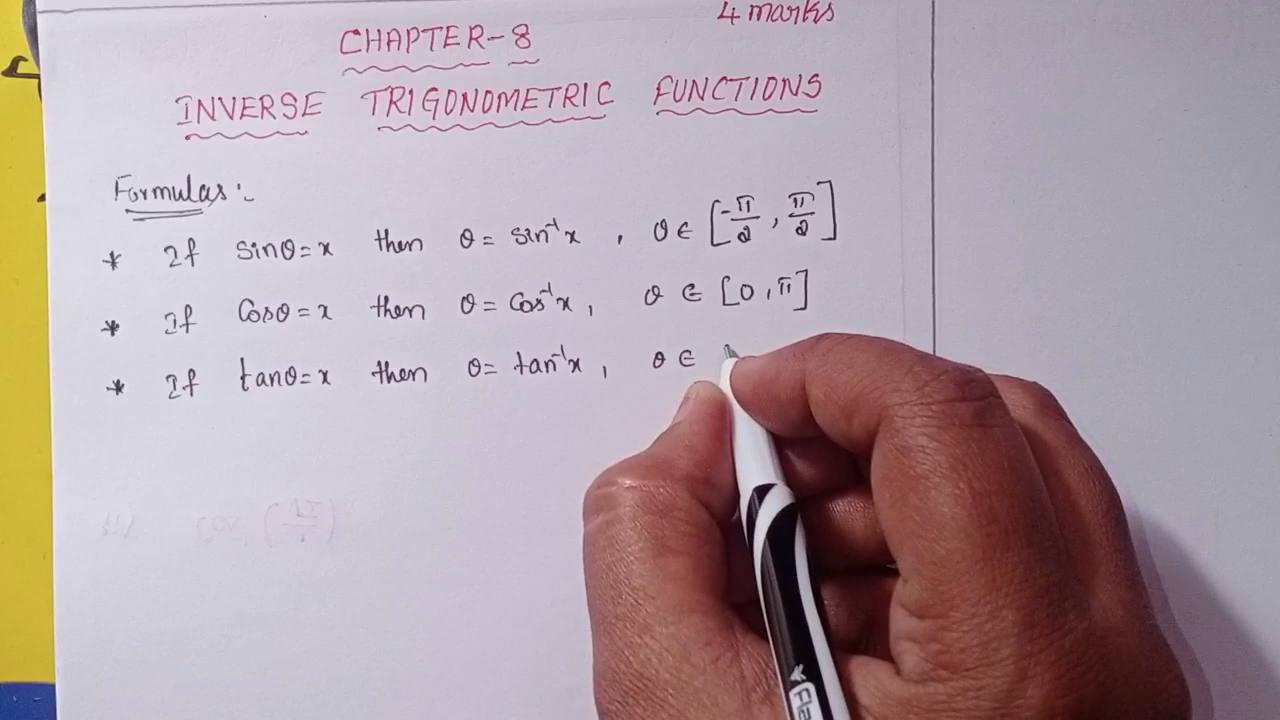 4 marks
CHAPTER-8
INVERSE TRIGONOMETRIC FUNCTIONS
Formulas:-
* If sinθ=x then θ= sin⁻¹x , θ∈ [-π/2 , π/2]
* If Cosθ=x then θ= Cos⁻¹x , θ ∈ [0,π]
* If tanθ=x then θ= tan⁻¹x , θ ∈
Fla